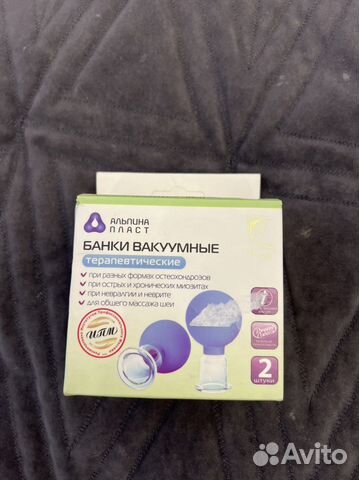 АЛЬПИНА
ПЛАСТ
БАНКИ ВАКУУМНЫЕ
терапевтические
при разных формах остеохондрозов
при острых и хронических миозитах
при невралгии и неврите
для общего массажа шеи
ИПМ
2
штуки
Avito